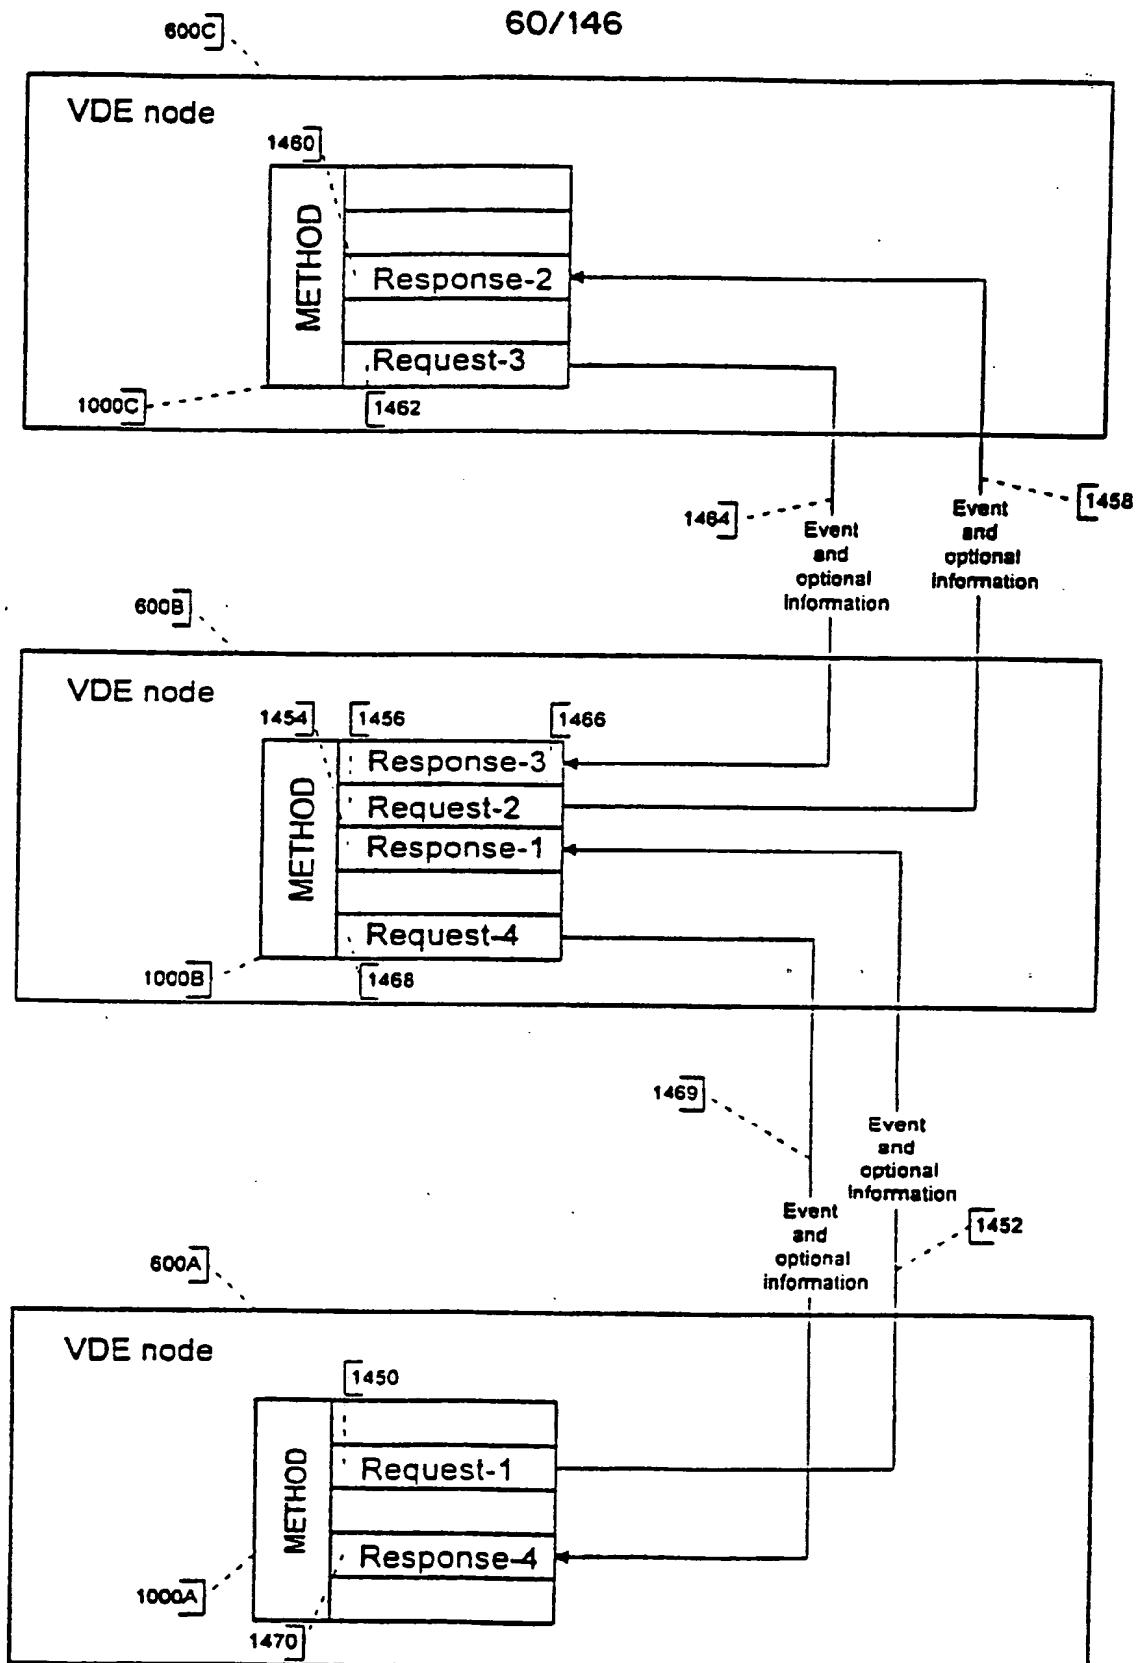 60/146
600C
VDE node
1460
METHOD
Response-2
Request-3
1000C
1462
1464
1458
Event
and
optional
information
Event
and
optional
information
600B
VDE node
1454
1456
1466
METHOD
Response-3
Request-2
Response-1
Request-4
1000B
1468
1469
Event
and
optional
information
Event
and
optional
information
1452
600A
VDE node
1450
METHOD
Request-1
Response-4
1000A
1470